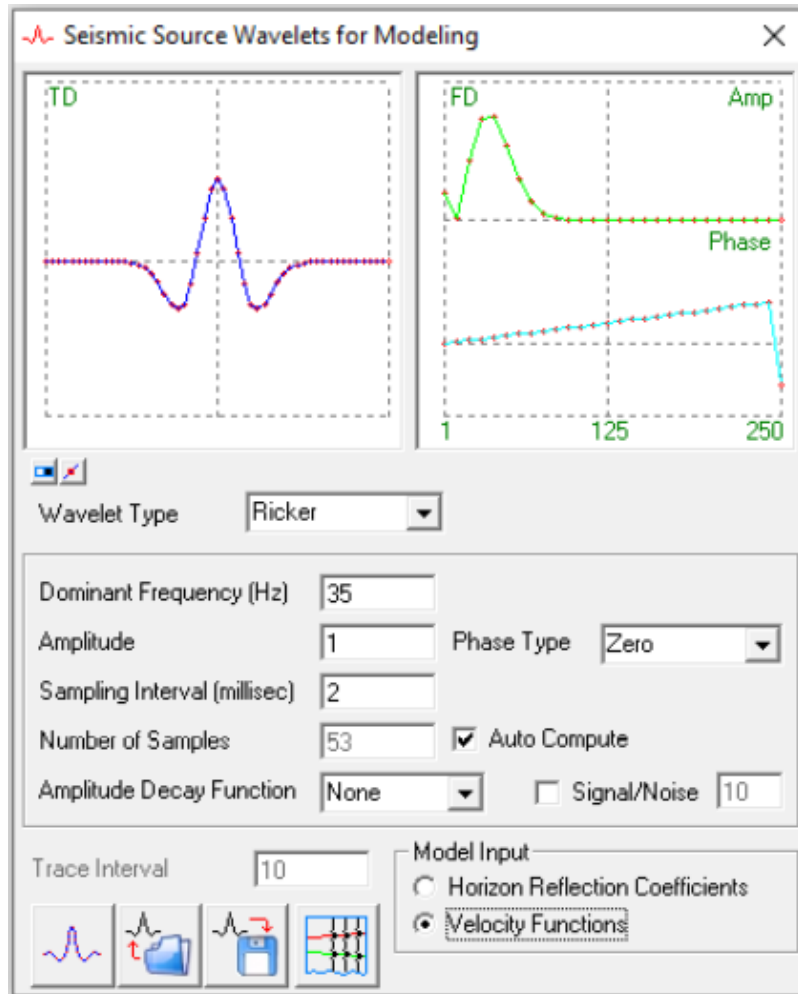 Seismic Source Wavelets for Modeling
TD
FD
Amp
Phase
1
125
250
Wavelet Type
Ricker
Dominant Frequency (Hz)
35
Amplitude
1
Phase Type
Zero
Sampling Interval (millisec)
2
Number of Samples
53
Auto Compute
Amplitude Decay Function
None
Signal/Noise
10
Trace Interval
10
Model Input
Horizon Reflection Coefficients
Velocity Functions